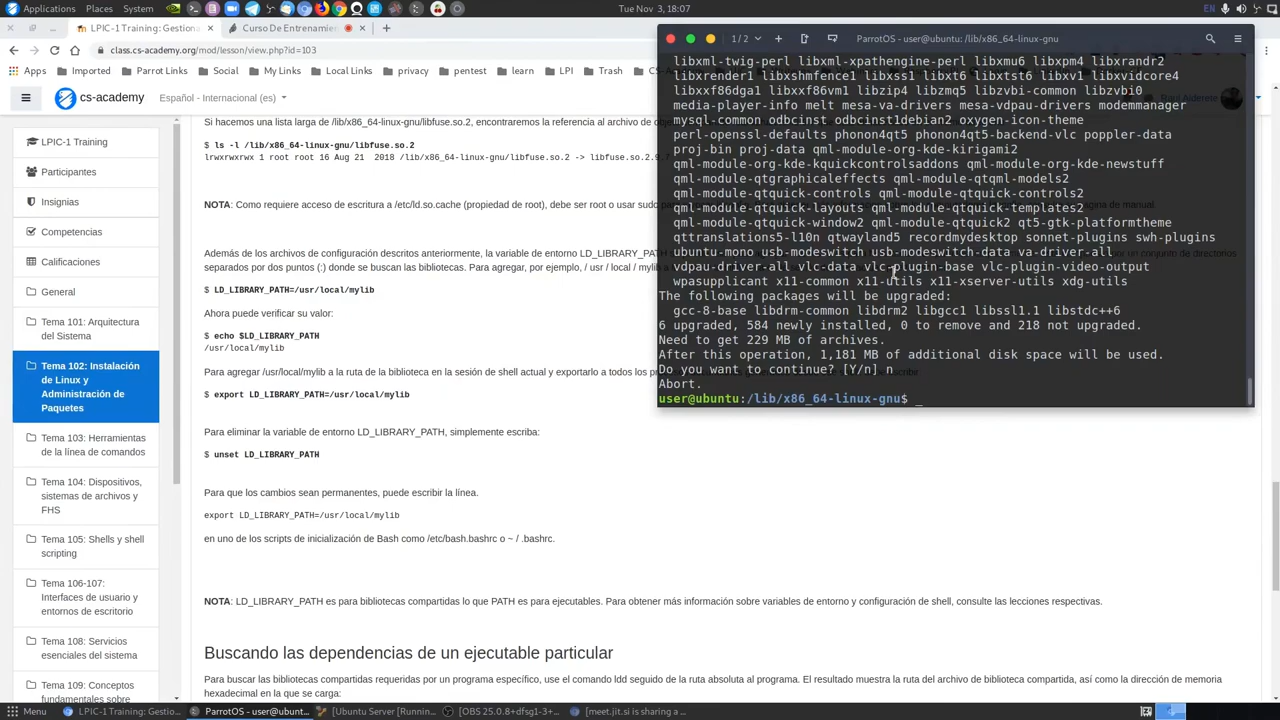 Applications
Places
System
Tue Nov 3, 18:07
EN
LPIC-1 Training: Gestiona
Curso De Entrenamie
class.cs-academy.org/mod/lesson/view.php?id=103
Apps
Imported
Parrot
Social
My Links
Local Links
privacy
pentest
learn
LPI
Trash
cs-academy
Español - Internacional (es)
LPIC-1 Training
Participantes
Insignias
Competencias
Calificaciones
General
Tema 101: Arquitectura
del Sistema
Tema 102: Instalación
de Linux y
Administración de
Paquetes
Tema 103: Herramientas
de la línea de comandos
Tema 104: Dispositivos,
sistemas de archivos y
FHS
Tema 105: Shells y shell
scripting
Tema 106-107:
Interfaces de usuario y
entornos de escritorio
Tema 108: Servicios
esenciales del sistema
Tema 109: Conceptos
fundamentales sobre
Si hacemos una lista larga de /lib/x86_64-linux-gnu/libfuse.so.2, encontraremos la referencia al archivo de
$ ls -l /lib/x86_64-linux-gnu/libfuse.so.2
lrwxrwxrwx 1 root root 16 Aug 21  2018 /lib/x86_64-linux-gnu/libfuse.so.2 -> libfuse.so.2.9.7
NOTA: Como requiere acceso de escritura a /etc/ld.so.cache (propiedad de root), debe ser root o usar sudo
Además de los archivos de configuración descritos anteriormente, la variable de entorno LD_LIBRARY_PATH
separados por dos puntos (:) donde se buscan las bibliotecas. Para agregar, por ejemplo, / usr / local / mylib a
$ LD_LIBRARY_PATH=/usr/local/mylib
Ahora puede verificar su valor:
$ echo $LD_LIBRARY_PATH
/usr/local/mylib
Para agregar /usr/local/mylib a la ruta de la biblioteca en la sesión de shell actual y exportarlo a todos los
$ export LD_LIBRARY_PATH=/usr/local/mylib
Para eliminar la variable de entorno LD_LIBRARY_PATH, simplemente escriba:
$ unset LD_LIBRARY_PATH
Para que los cambios sean permanentes, puede escribir la línea.
export LD_LIBRARY_PATH=/usr/local/mylib
en uno de los scripts de inicialización de Bash como /etc/bash.bashrc o ~ / .bashrc.
NOTA: LD_LIBRARY_PATH es para bibliotecas compartidas lo que PATH es para ejecutables. Para obtener más información sobre variables de entorno y configuración de shell, consulte las lecciones respectivas.
Buscando las dependencias de un ejecutable particular
Para buscar las bibliotecas compartidas requeridas por un programa específico, use el comando ldd seguido de la ruta absoluta al programa. El resultado muestra la ruta del archivo de biblioteca compartida, así como la dirección de memoria
hexadecimal en la que se carga:
1/2
ParrotOS - user@ubuntu: /lib/x86_64-linux-gnu
libxml-twig-perl libxml-xpathengine-perl libxmu6 libxpm4 libxrandr2
libxrender1 libxshmfence1 libxss1 libxt6 libxtst6 libxv1 libxvidcore4
libxxf86dga1 libxxf86vm1 libzip4 libzmq5 libzvbi-common libzvbi0
media-player-info melt mesa-va-drivers mesa-vdpau-drivers modemmanager
mysql-common odbcinst odbcinst1debian2 oxygen-icon-theme
perl-openssl-defaults phonon4qt5 phonon4qt5-backend-vlc poppler-data
proj-bin proj-data qml-module-org-kde-kirigami2
qml-module-org-kde-kquickcontrolsaddons qml-module-org-kde-newstuff
qml-module-qtgraphicaleffects qml-module-qtqml-models2
qml-module-qtquick-controls qml-module-qtquick-controls2
qml-module-qtquick-layouts qml-module-qtquick-templates2
qml-module-qtquick-window2 qml-module-qtquick2 qt5-gtk-platformtheme
qttranslations5-l10n qtwayland5 recordmydesktop sonnet-plugins swh-plugins
ubuntu-mono usb-modeswitch usb-modeswitch-data va-driver-all
vdpau-driver-all vlc-data vlc-plugin-base vlc-plugin-video-output
wpasupplicant x11-common x11-utils x11-xserver-utils xdg-utils
The following packages will be upgraded:
gcc-8-base libdrm-common libdrm2 libgcc1 libssl1.1 libstdc++6
6 upgraded, 584 newly installed, 0 to remove and 218 not upgraded.
Need to get 229 MB of archives.
After this operation, 1,181 MB of additional disk space will be used.
Do you want to continue? [Y/n] n
Abort.
user@ubuntu:/lib/x86_64-linux-gnu$ _
Menu
LPIC-1 Training: Gestio...
ParrotOS - user@ubunt...
[Ubuntu Server [Runnin...
[OBS 25.0.8+dfsg1-3+...
[meet.jit.si is sharing a ...